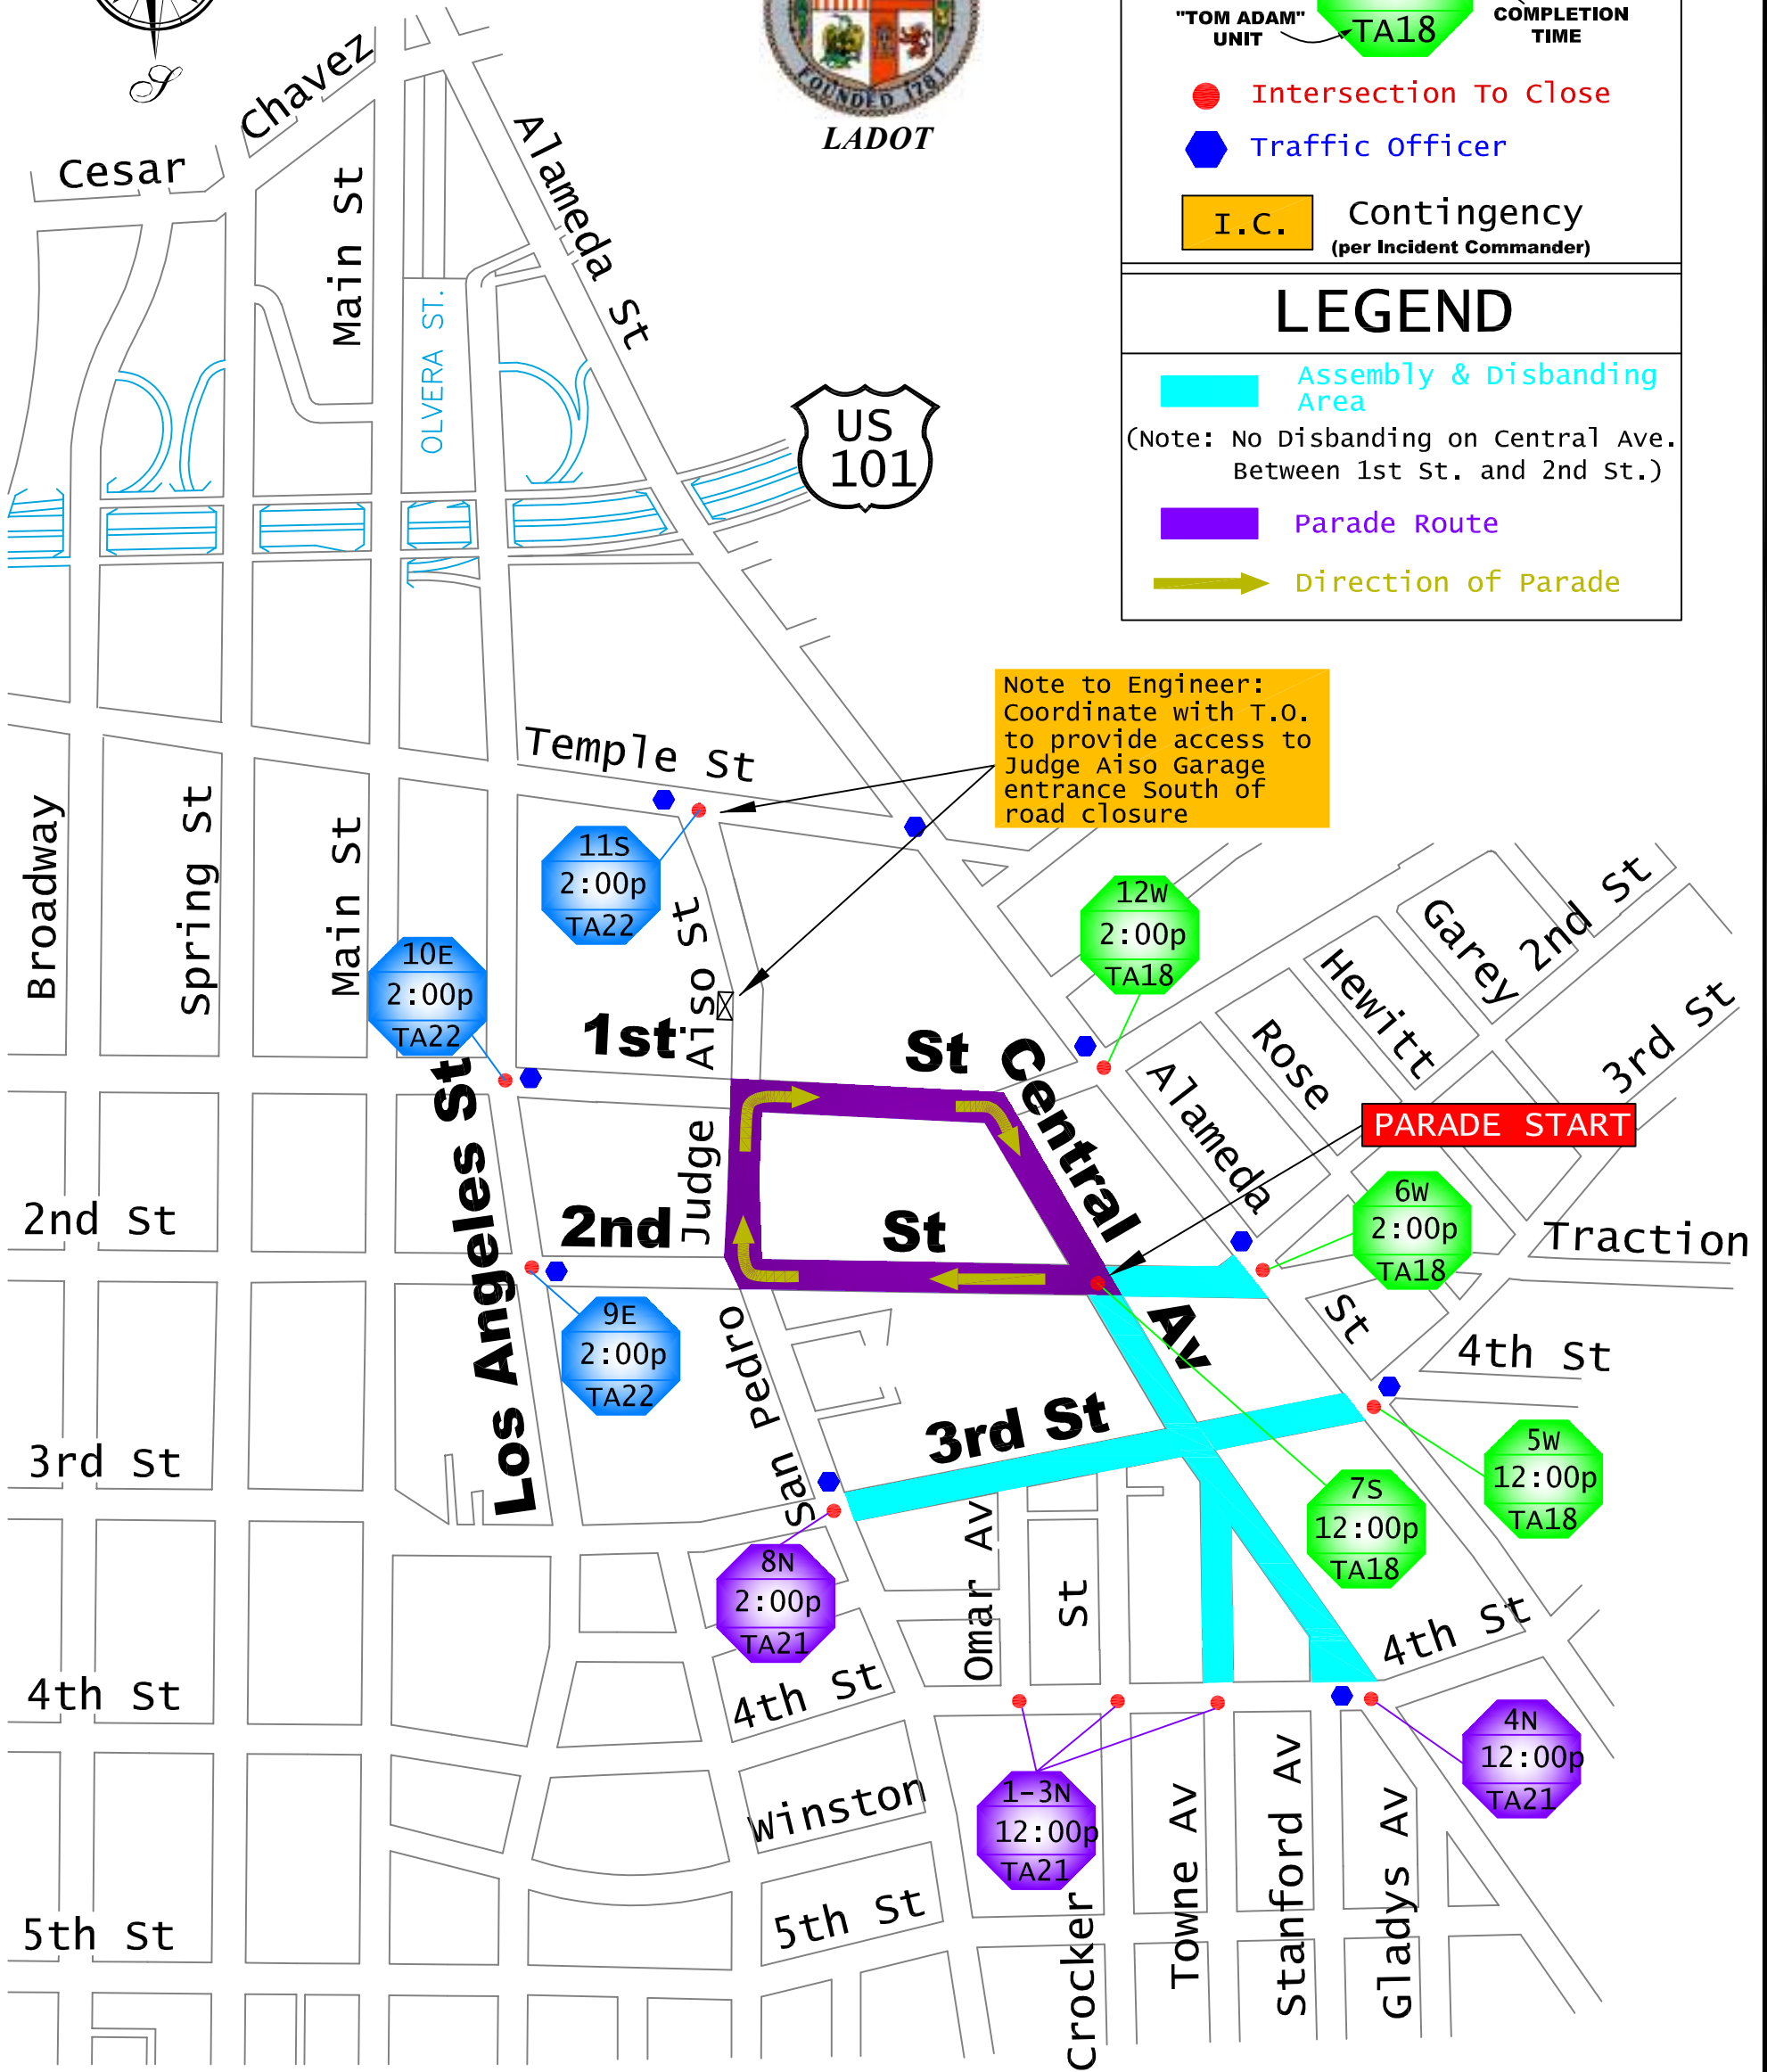 "TOM ADAM"
UNIT
TA18
COMPLETION
TIME
Intersection To Close
Traffic Officer
I.C.
Contingency
(per Incident Commander)
LEGEND
Assembly & Disbanding
Area
(Note: No Disbanding on Central Ave.
Between 1st St. and 2nd St.)
Parade Route
Direction of Parade
S
FOUNDED 1781
LADOT
Cesar
Chavez
Main St
Alameda St
OLVERA ST.
US
101
Note to Engineer:
Coordinate with T.O.
to provide access to
Judge Aiso Garage
entrance South of
road closure
Temple St
Broadway
Spring St
Main St
11S
2:00p
TA22
10E
2:00p
TA22
12W
2:00p
TA18
Garey
2nd St
Hewitt
3rd St
Rose
Alameda
St
1st
St
Judge
Aiso St
Central
Av
PARADE START
Los Angeles St
2nd St
2nd
St
6W
2:00p
TA18
Traction
9E
2:00p
TA22
San Pedro
4th St
3rd St
3rd St
5W
12:00p
TA18
7S
12:00p
TA18
8N
2:00p
TA21
Omar Av
St
4th St
4th St
4th St
4N
12:00p
TA21
1-3N
12:00p
TA21
Winston
5th St
5th St
Crocker
Towne Av
Stanford Av
Gladys Av